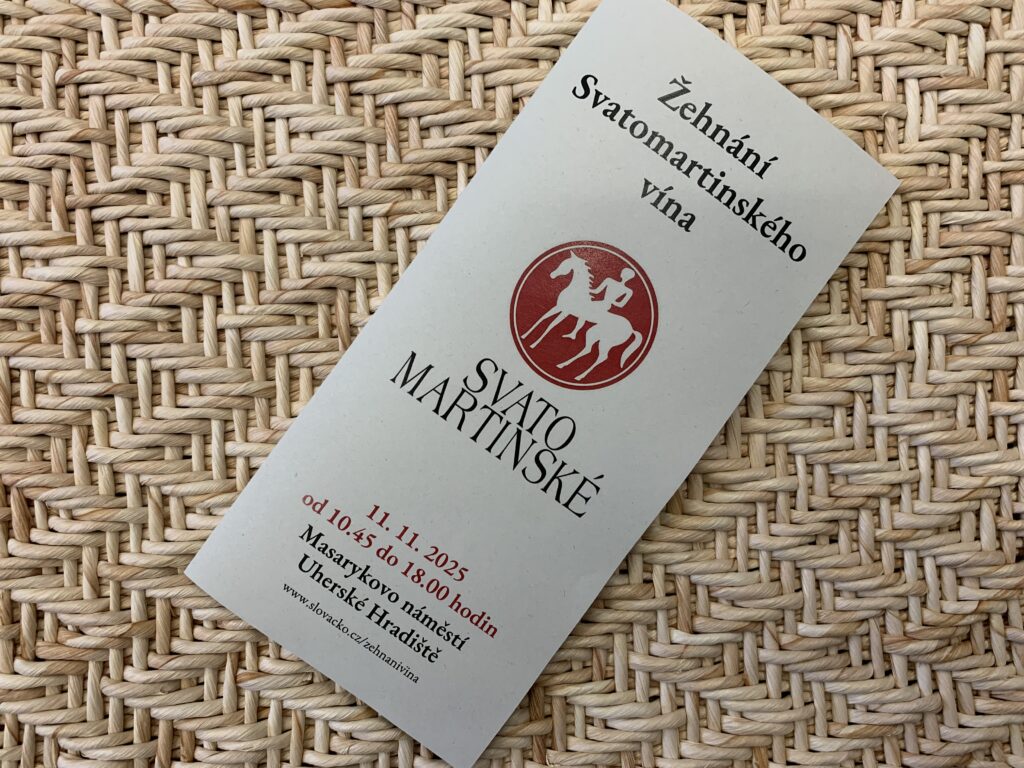 Žehnání
Svatomartinského
vína
SVATO
MARTINSKÉ
11. 11. 2025
od 10.45 do 18.00 hodin
Masarykovo náměstí
Uherské Hradiště
www.slovacko.cz/zehnanivina